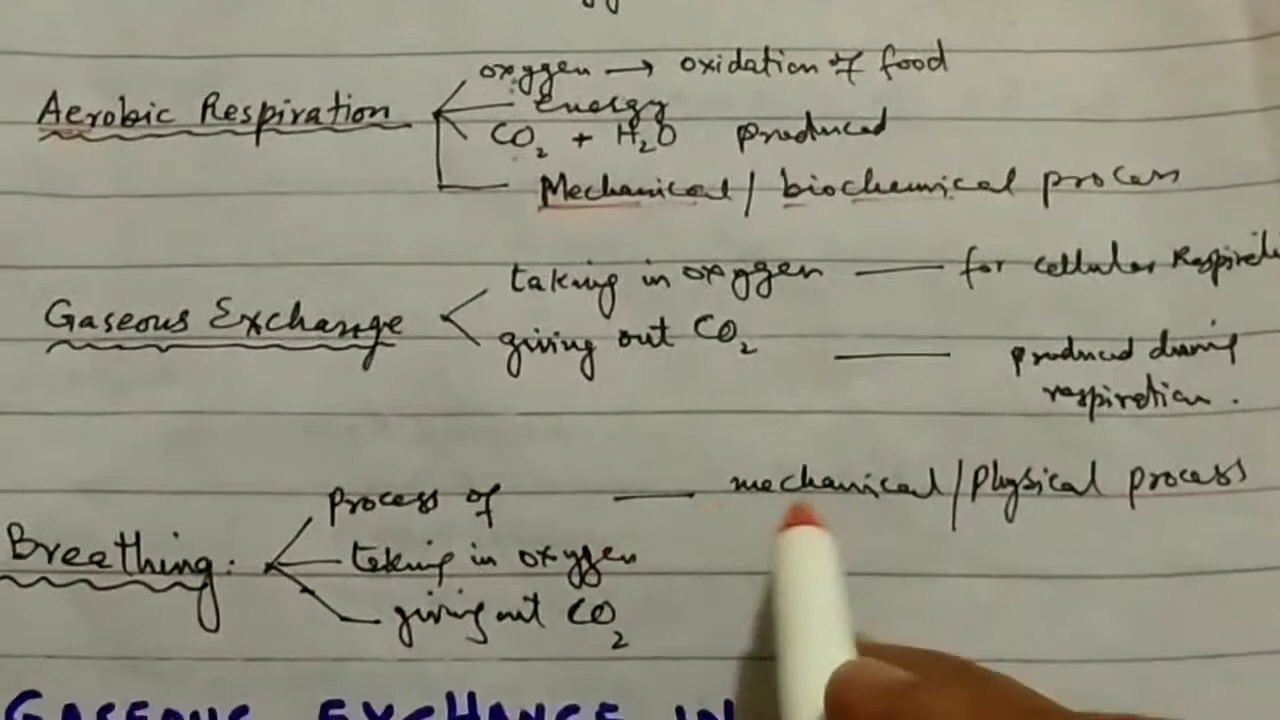 oxygen → oxidation of food
Aerobic Respiration energy
CO2 + H2O produced
Mechanical / biochemical process
taking in oxygen — for cellular Respirati
Gaseous Exchange
giving out CO2 — produced during
respiration.
process of — mechanical/Physical process
Breathing: taking in oxygen
giving out CO2
GASEOUS EXCHANGE IN